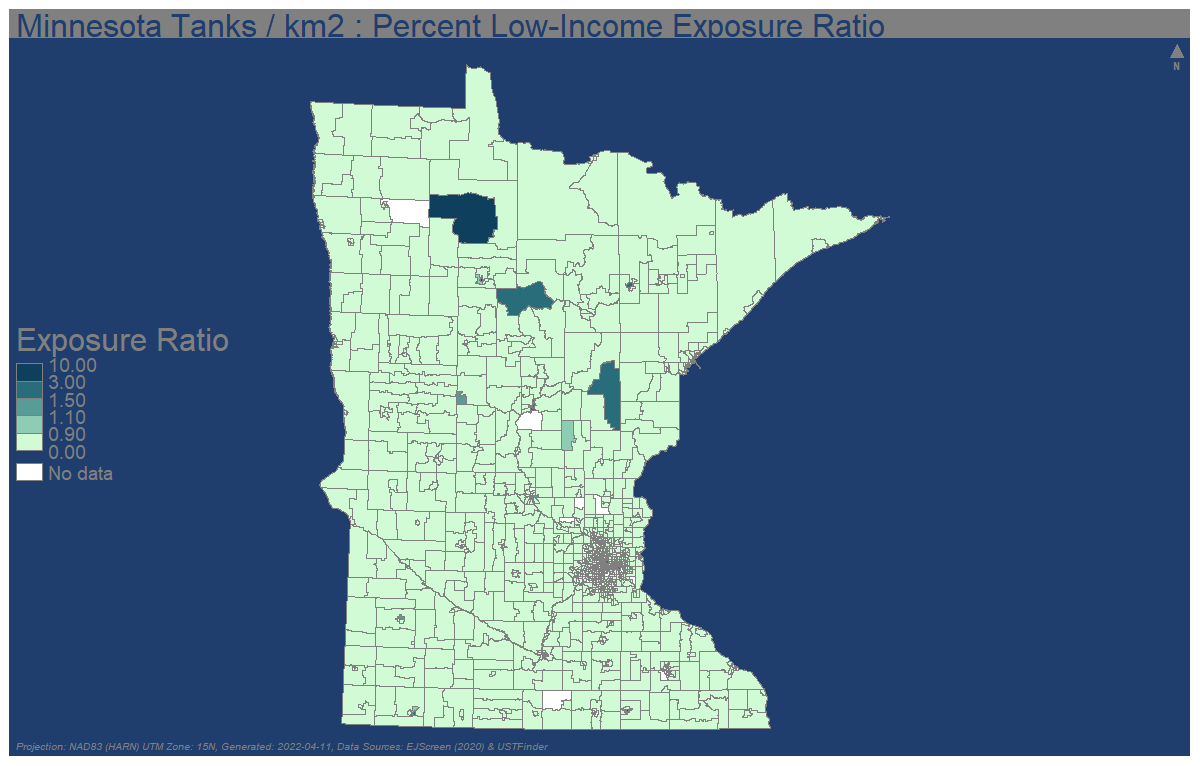 Minnesota Tanks / km2 : Percent Low-Income Exposure Ratio
N
Exposure Ratio
10.00
3.00
1.50
1.10
0.90
0.00
No data
Projection: NAD83 (HARN) UTM Zone: 15N, Generated: 2022-04-11, Data Sources: EJScreen (2020) & USTFinder